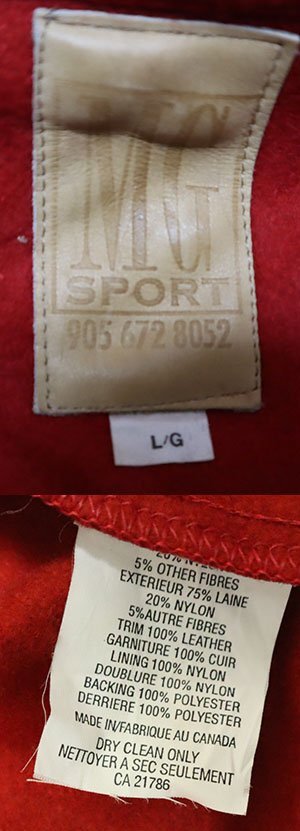 MG
SPORT
905 672 8052
L/G
20% NYLON
5% OTHER FIBRES
EXTERIEUR 75% LAINE
20% NYLON
5%AUTRE FIBRES
TRIM 100% LEATHER
GARNITURE 100% CUIR
LINING 100% NYLON
DOUBLURE 100% NYLON
BACKING 100% POLYESTER
DERRIERE 100% POLYESTER
MADE IN/FABRIQUE AU CANADA
DRY CLEAN ONLY
NETTOYER A SEC SEULEMENT
CA 21786